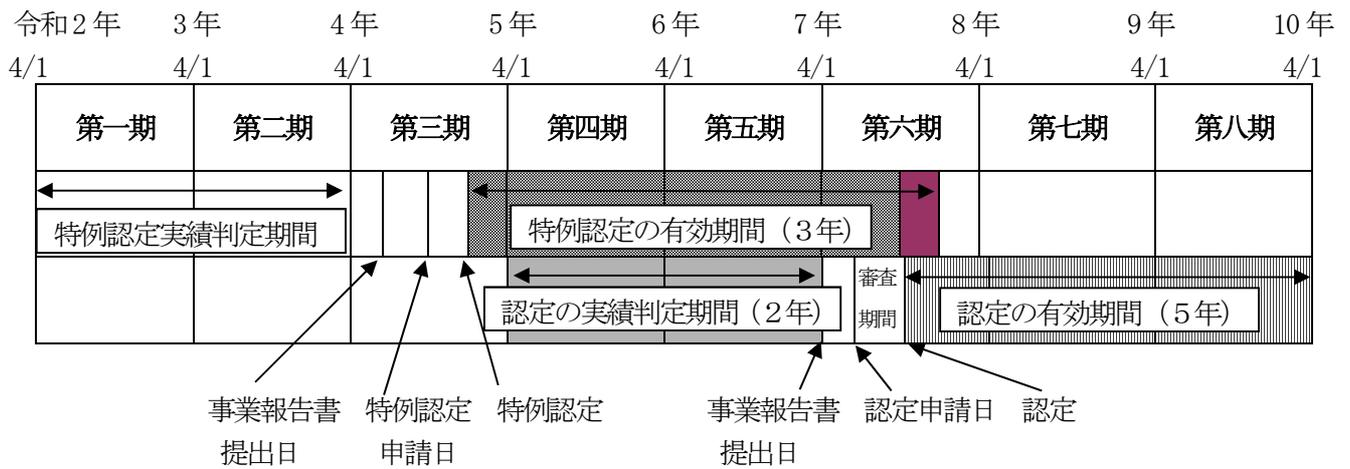 令和２年 3年 4年 5年 6年 7年 8年 9年 10年
4/1 4/1 4/1 4/1 4/1 4/1 4/1 4/1 4/1
第一期 第二期 第三期 第四期 第五期 第六期 第七期 第八期
特例認定実績判定期間
特例認定の有効期間（３年）
認定の実績判定期間（２年）
審査
期間
認定の有効期間（５年）
事業報告書
提出日
特例認定
申請日
特例認定
事業報告書
提出日
認定申請日
認定